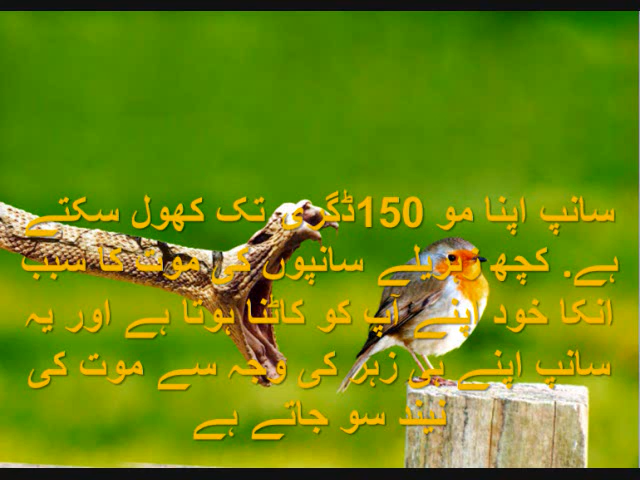 سانپ اپنا مو 150ڈگری تک کھول سکتے
ہے. کچھ زہریلے سانپوں کی موت کا سبب
انکا خود اپنے آپ کو کاٹنا ہوتا ہے اور یہ
سانپ اپنے ہی زہر کی وجہ سے موت کی
نیند سو جاتے ہے